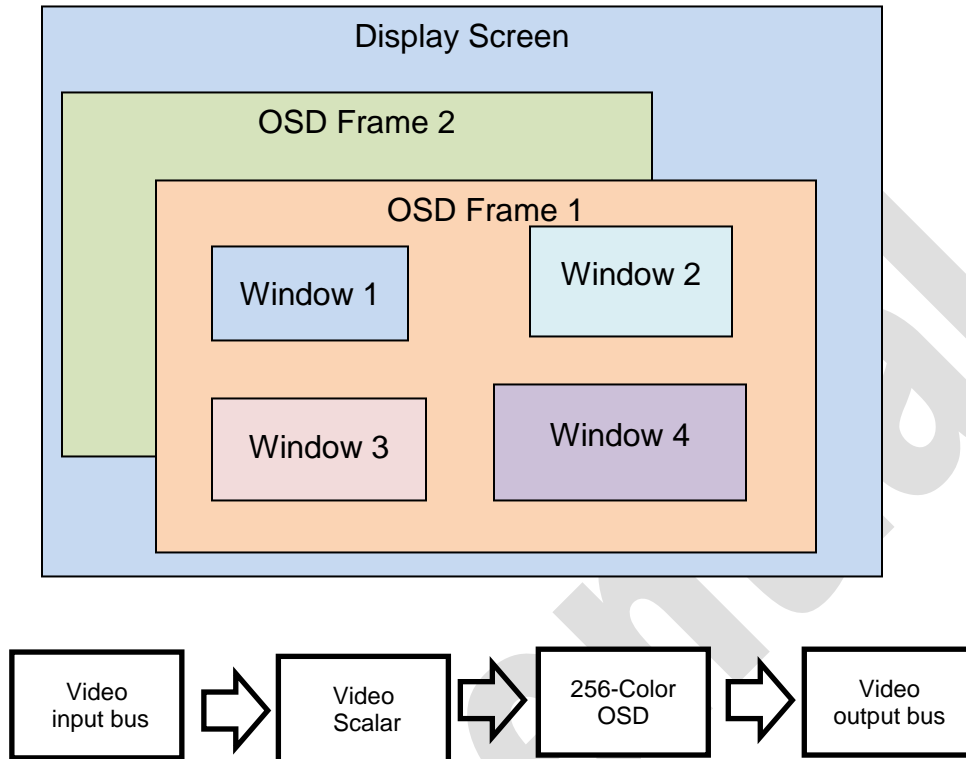 Display Screen
OSD Frame 2
OSD Frame 1
Window 1
Window 2
Window 3
Window 4
Video
input bus
Video
Scalar
256-Color
OSD
Video
output bus